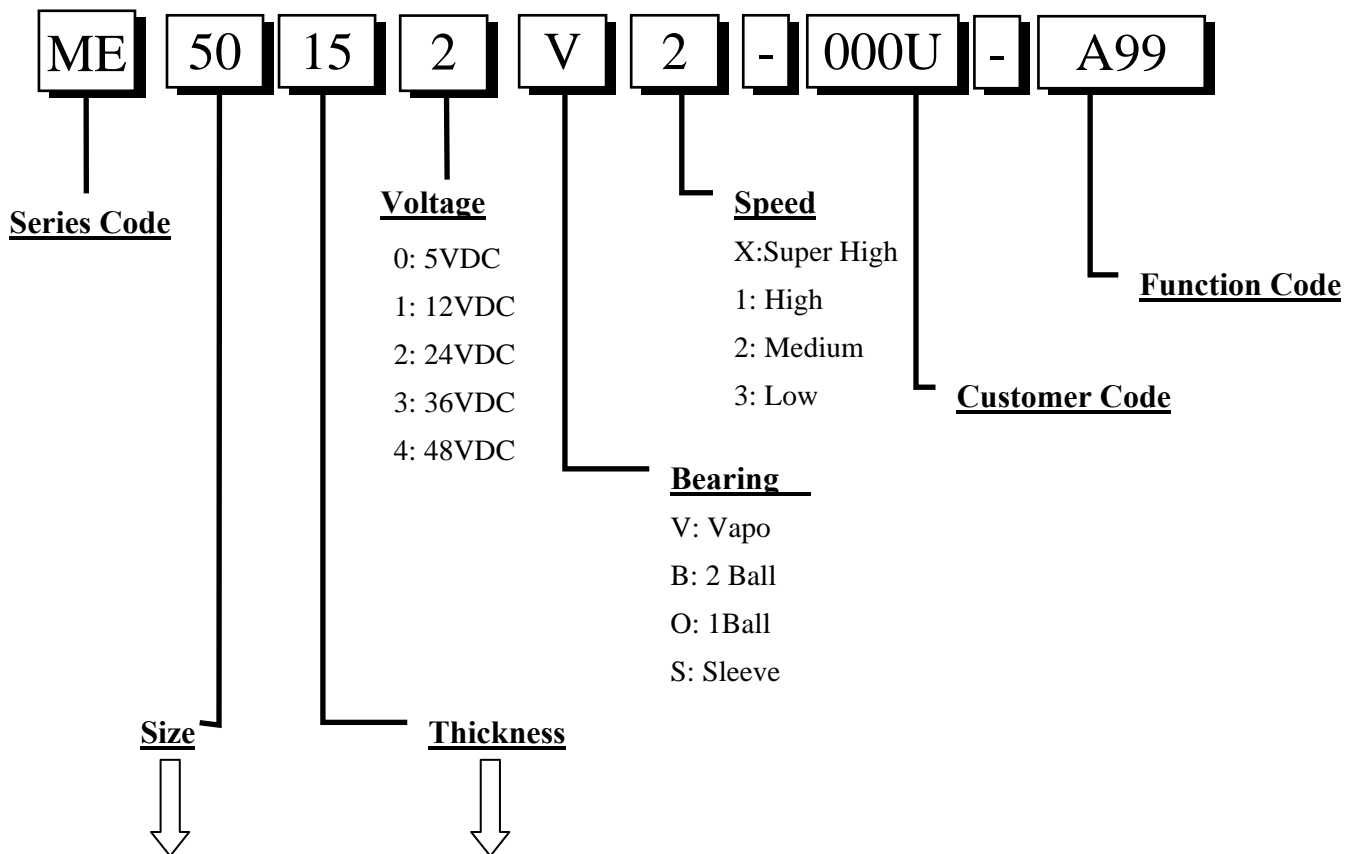 ME 50 15 2 V 2 - 000U - A99
Series Code
Voltage
0: 5VDC
1: 12VDC
2: 24VDC
3: 36VDC
4: 48VDC
Speed
X:Super High
1: High
2: Medium
3: Low
Function Code
Customer Code
Bearing
V: Vapo
B: 2 Ball
O: 1Ball
S: Sleeve
Size
Thickness